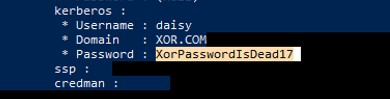 kerberos :
* Username : daisy
* Domain : XOR.COM
* Password : XorPasswordIsDead17
ssp :
credman :